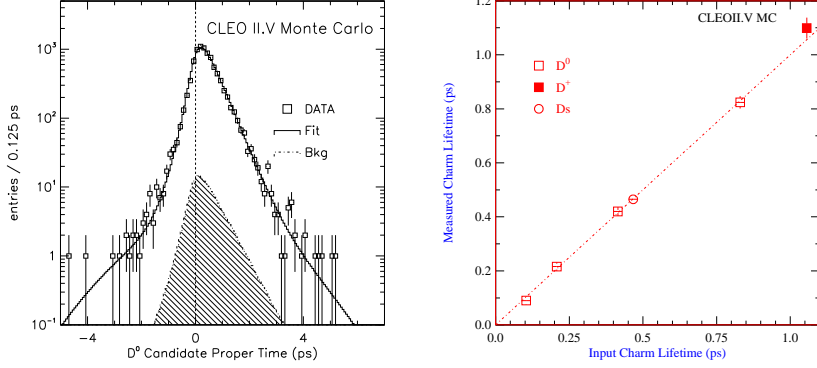 CLEO II.V Monte Carlo
DATA
Fit
Bkg
entries / 0.125 ps
10³
10²
10
1
10⁻¹
−4
0
4
D⁰ Candidate Proper Time (ps)
CLEOII.V MC
D⁰
D⁺
Ds
Measured Charm Lifetime (ps)
1.2
1.0
0.8
0.6
0.4
0.2
0.0
0.0
0.25
0.5
0.75
1.0
Input Charm Lifetime (ps)